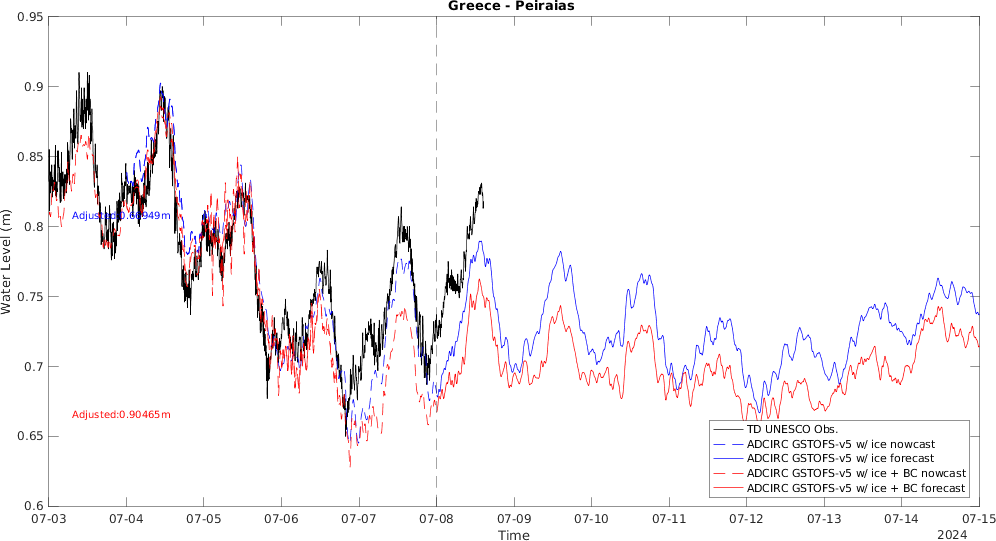 Greece - Peiraias
0.95
0.9
0.85
0.8
0.75
0.7
0.65
0.6
Water Level (m)
Adjusted:0.66949m
Adjusted:0.90465m
TD UNESCO Obs.
ADCIRC GSTOFS-v5 w/ ice nowcast
ADCIRC GSTOFS-v5 w/ ice forecast
ADCIRC GSTOFS-v5 w/ ice + BC nowcast
ADCIRC GSTOFS-v5 w/ ice + BC forecast
07-03 07-04 07-05 07-06 07-07 07-08 07-09 07-10 07-11 07-12 07-13 07-14 07-15
Time
2024